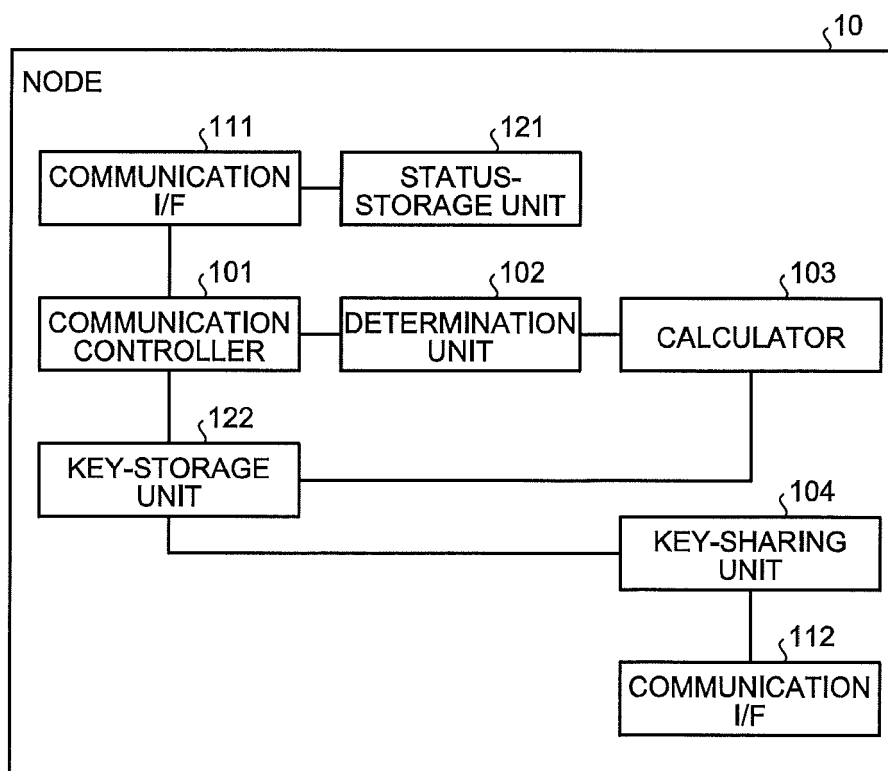 10
NODE
111
COMMUNICATION
I/F
121
STATUS-
STORAGE UNIT
101
COMMUNICATION
CONTROLLER
102
DETERMINATION
UNIT
103
CALCULATOR
122
KEY-STORAGE
UNIT
104
KEY-SHARING
UNIT
112
COMMUNICATION
I/F